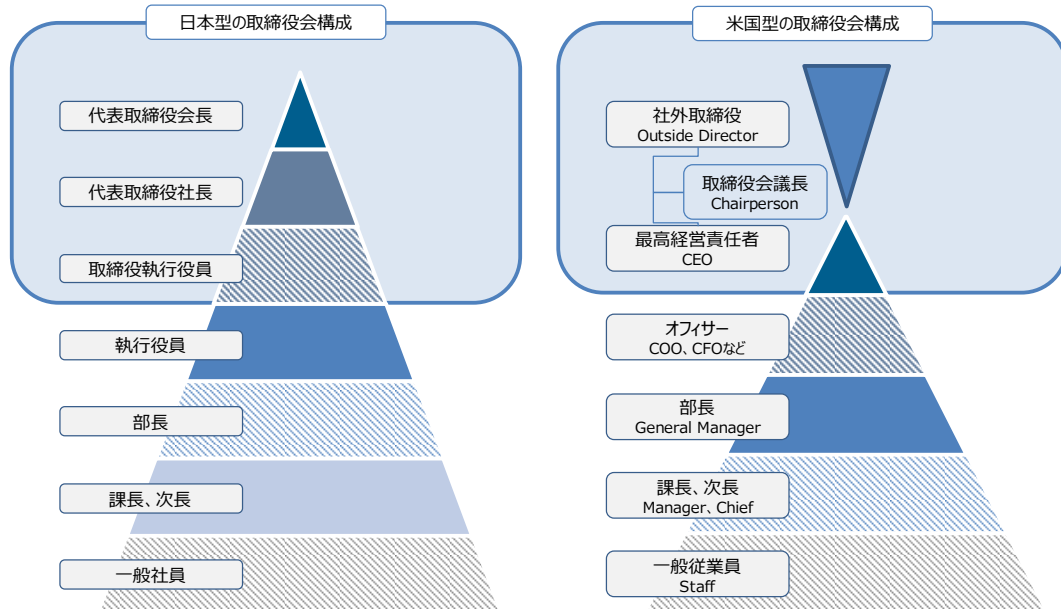 日本型の取締役会構成
代表取締役会長
代表取締役社長
取締役執行役員
執行役員
部長
課長、次長
一般社員
米国型の取締役会構成
社外取締役
Outside Director
取締役会議長
Chairperson
最高経営責任者
CEO
オフィサー
COO、CFOなど
部長
General Manager
課長、次長
Manager、Chief
一般従業員
Staff